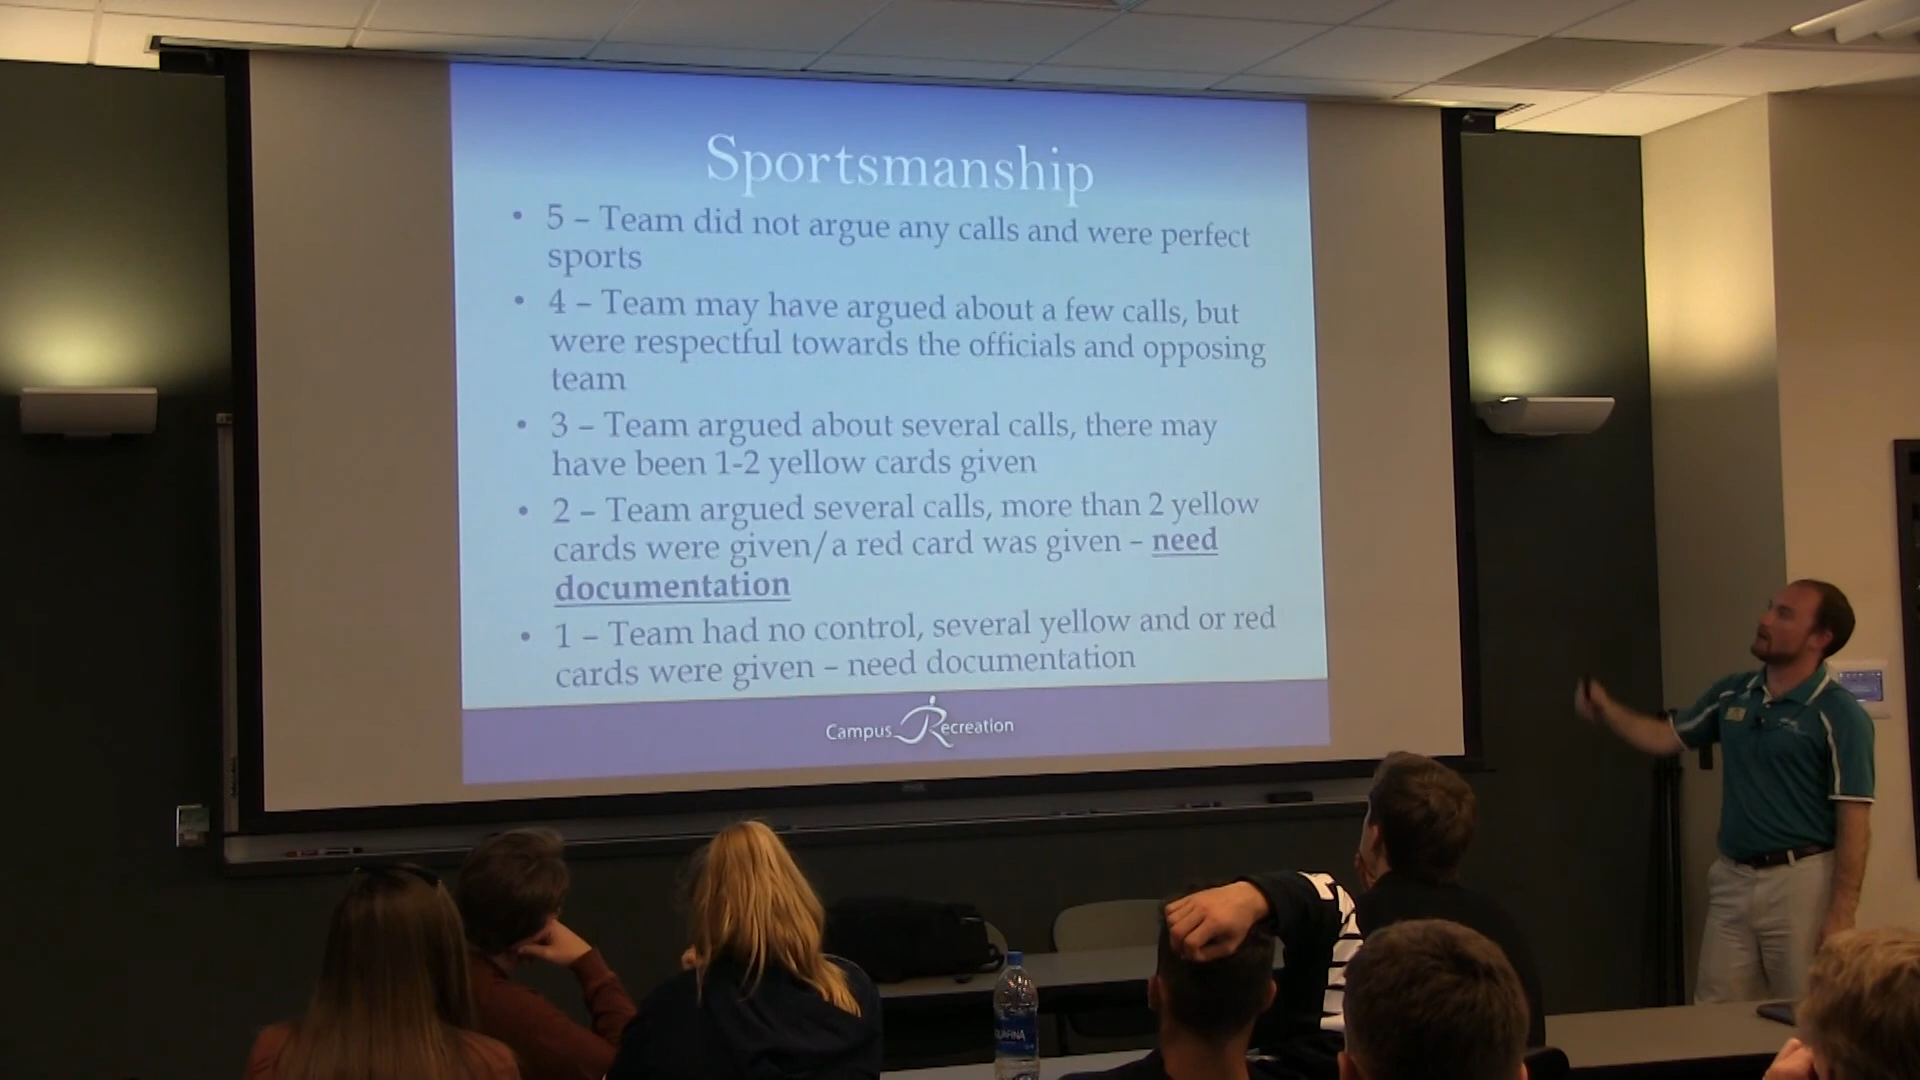 Sportsmanship
• 5 – Team did not argue any calls and were perfect
sports
• 4 – Team may have argued about a few calls, but
were respectful towards the officials and opposing
team
• 3 – Team argued about several calls, there may
have been 1-2 yellow cards given
• 2 – Team argued several calls, more than 2 yellow
cards were given/a red card was given – need
documentation
• 1 – Team had no control, several yellow and or red
cards were given – need documentation
Campus Recreation